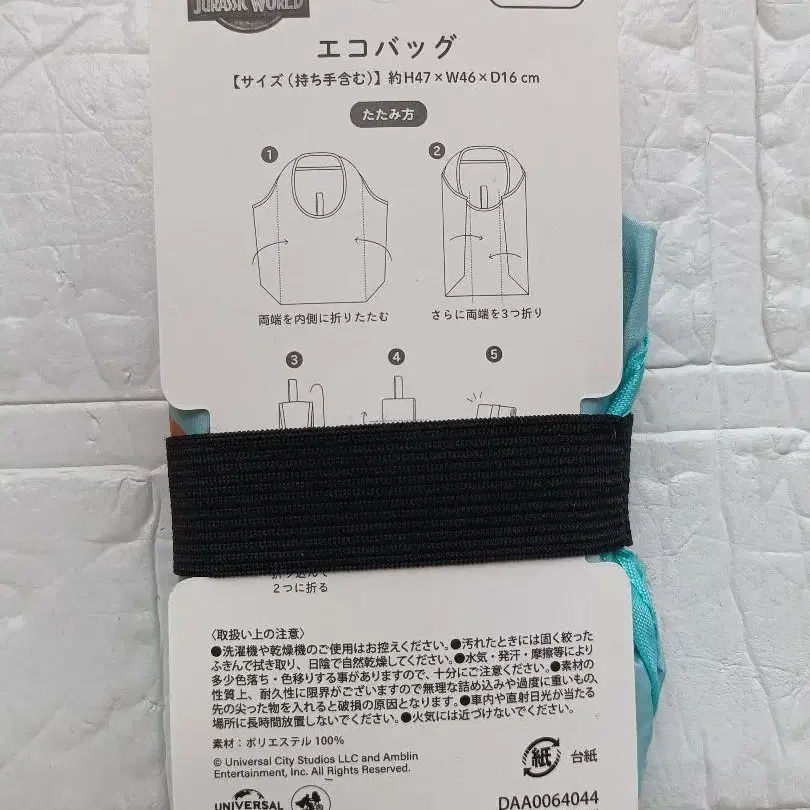 JURASSIC WORLD
エコバッグ
【サイズ(持ち手含む)】約H47×W46×D16 cm
たたみ方
1 2
両端を内側に折りたたむ さらに両端を3つ折り
3 4 5
2つに折る
〈取扱い上の注意〉
●洗濯機や乾燥機のご使用はお控えください。●汚れたときには固く絞った
ふきんで拭き取り、日陰で自然乾燥してください。●水気・発汗・摩擦等により
多少色落ち・色移りする事がありますので、十分にご注意ください。●素材の
性質上、耐久性に限界がございますので無理な詰め込みや過度に重いもの、
先の尖った物を入れると破損の原因となります。●車内や直射日光が当たる
場所に長時間放置しないでください。●火気には近づけないでください。
素材:ポリエステル 100%
© Universal City Studios LLC and Amblin
Entertainment, Inc. All Rights Reserved.
紙 台紙
UNIVERSAL
DAA0064044